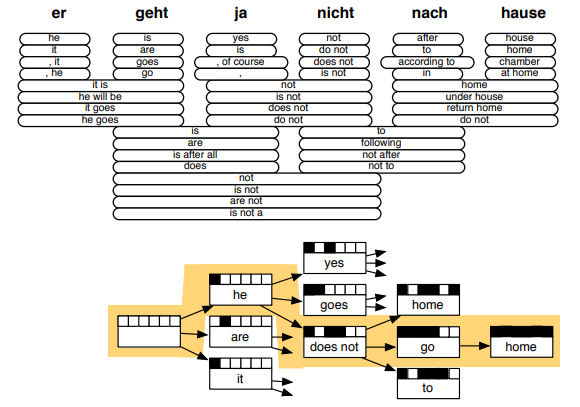 er geht ja nicht nach hause
he is yes not after house
it are is do not to home
, it goes , of course does not according to chamber
, he go , is not in at home
it is not home
he will be is not under house
it goes does not return home
he goes do not do not
is to
are following
is after all not after
does not to
not
is not
are not
is not a
yes
he goes home
are does not go home
it to